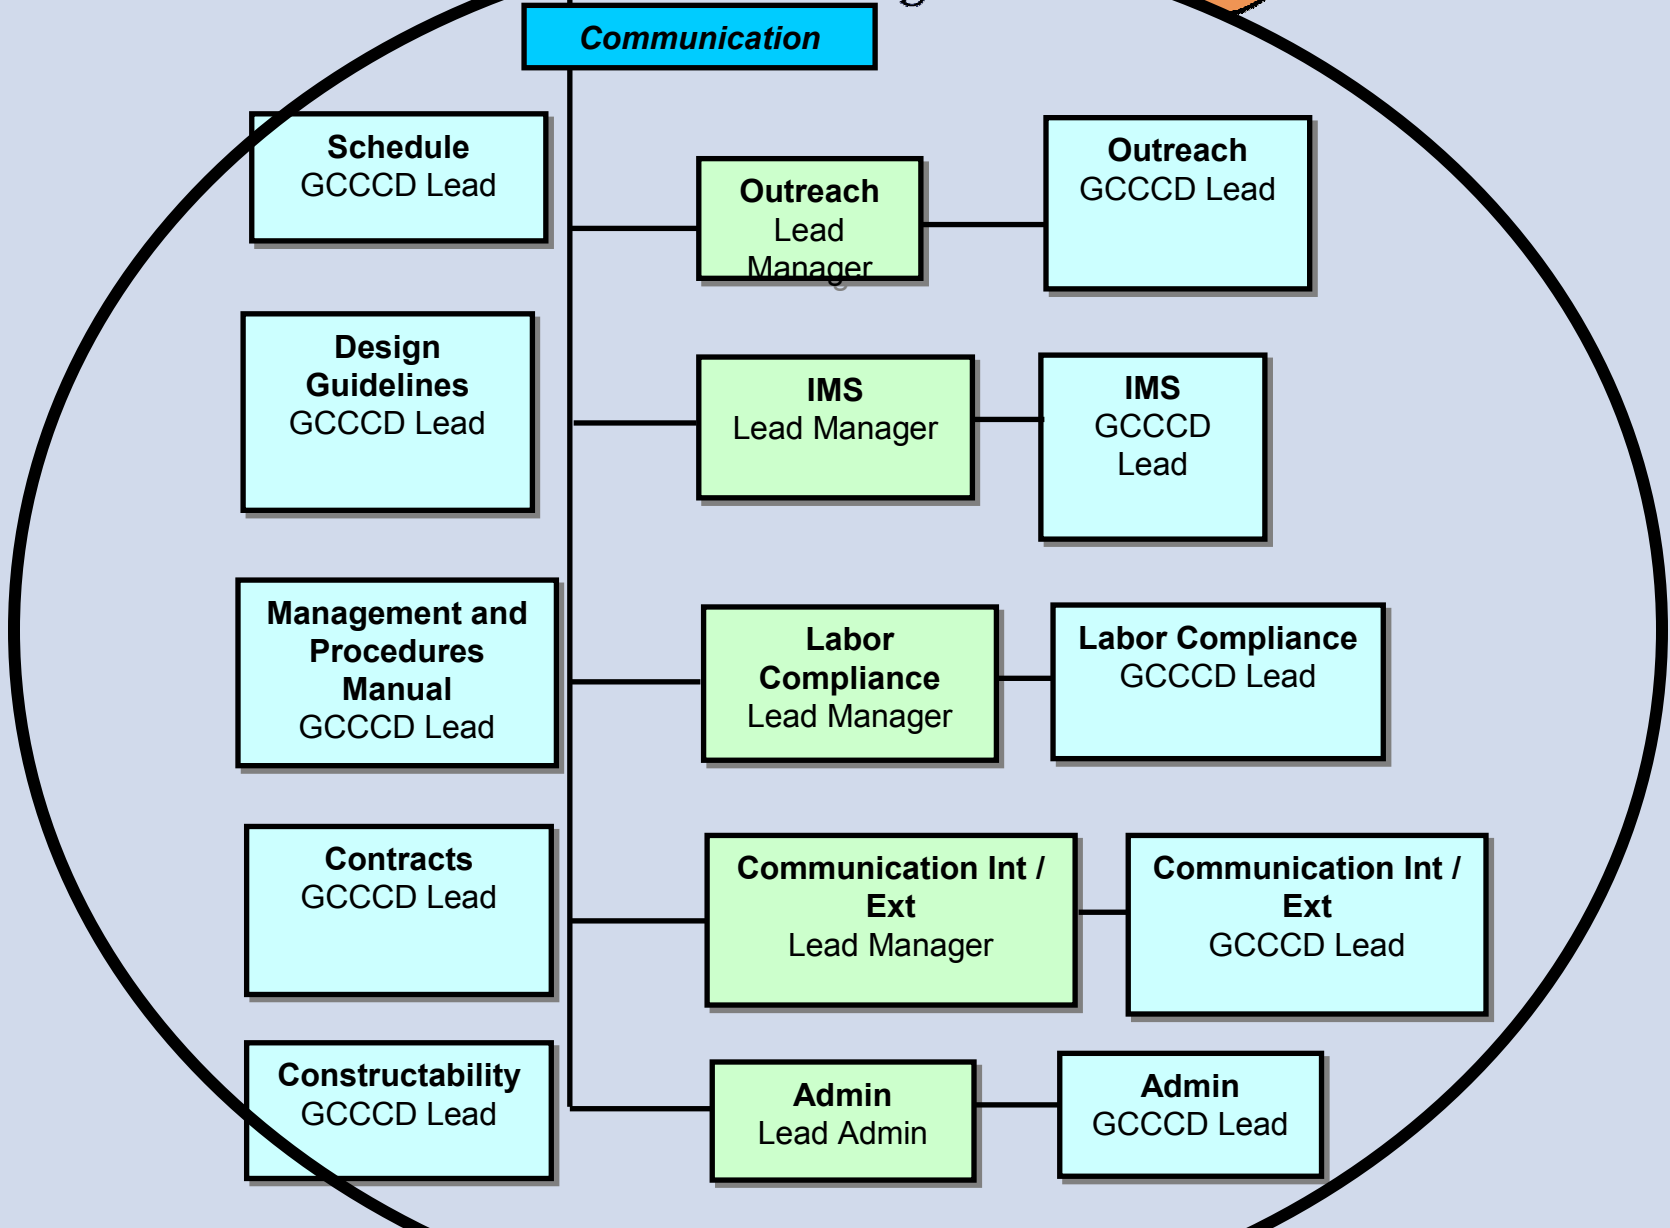 Communication
Schedule
GCCCD Lead
Outreach
Lead
Manager
Outreach
GCCCD Lead
Design
Guidelines
GCCCD Lead
IMS
Lead Manager
IMS
GCCCD
Lead
Management and
Procedures
Manual
GCCCD Lead
Labor
Compliance
Lead Manager
Labor Compliance
GCCCD Lead
Contracts
GCCCD Lead
Communication Int /
Ext
Lead Manager
Communication Int /
Ext
GCCCD Lead
Constructability
GCCCD Lead
Admin
Lead Admin
Admin
GCCCD Lead